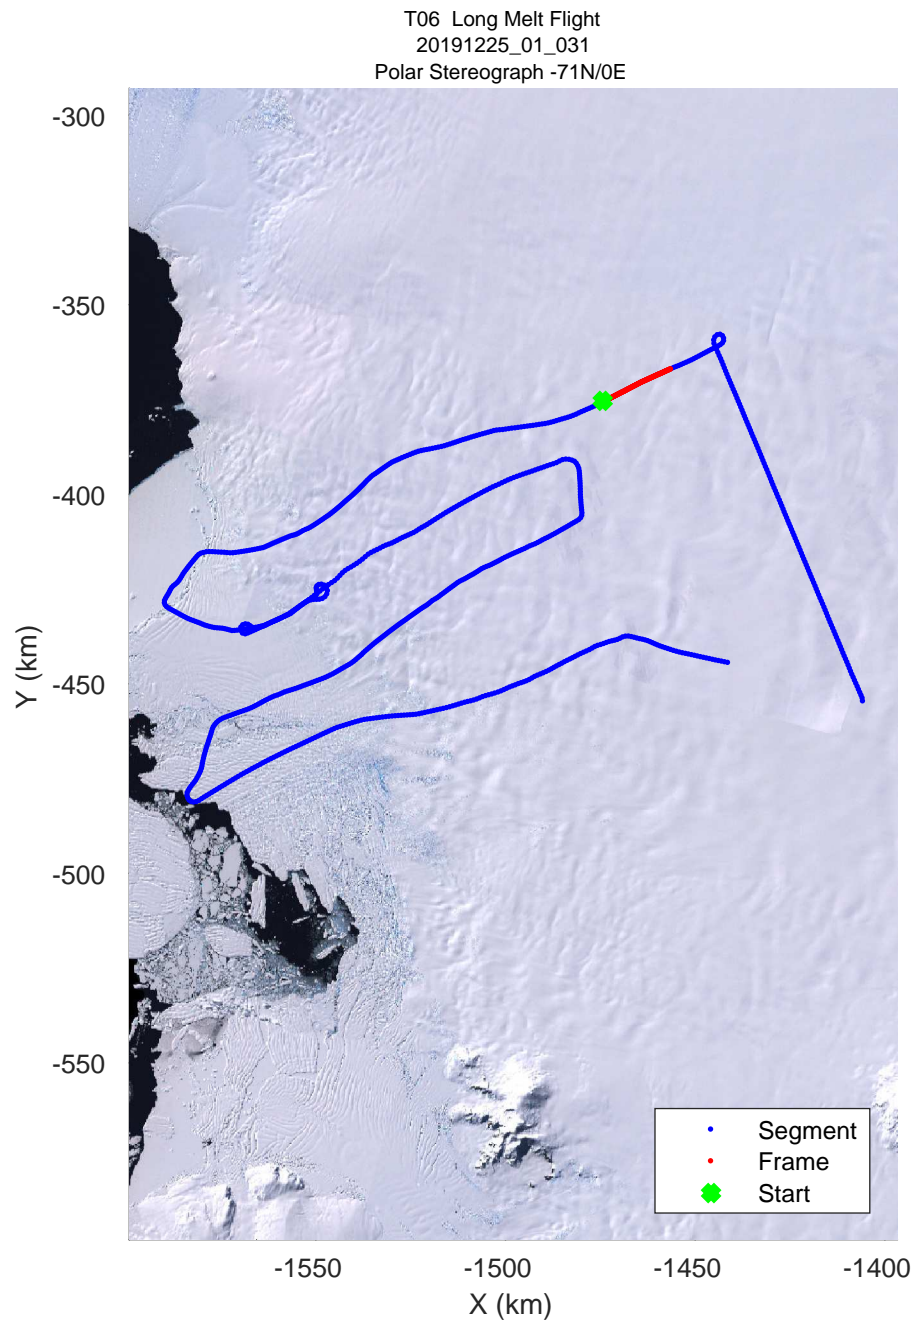 T06  Long Melt Flight
20191225_01_031
Polar Stereograph -71N/0E
-300
-350
-400
-450
-500
-550
Y (km)
Segment
Frame
Start
-1550
-1500
-1450
-1400
X (km)